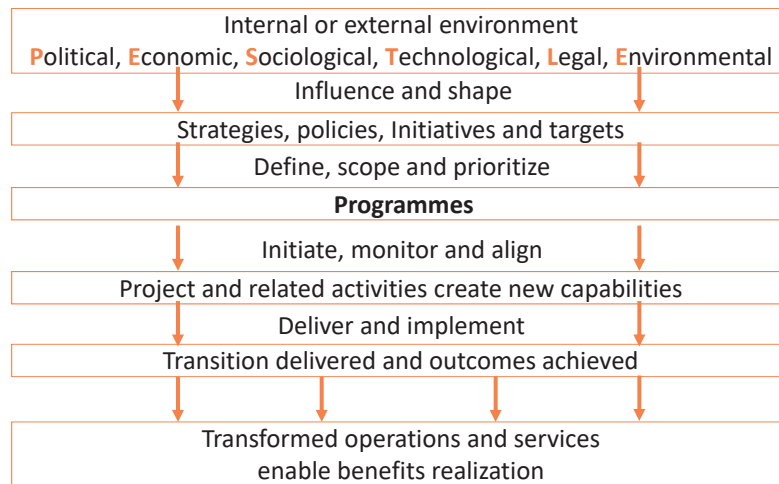 Internal or external environment
Political, Economic, Sociological, Technological, Legal, Environmental
Influence and shape
Strategies, policies, Initiatives and targets
Define, scope and prioritize
Programmes
Initiate, monitor and align
Project and related activities create new capabilities
Deliver and implement
Transition delivered and outcomes achieved
Transformed operations and services
enable benefits realization